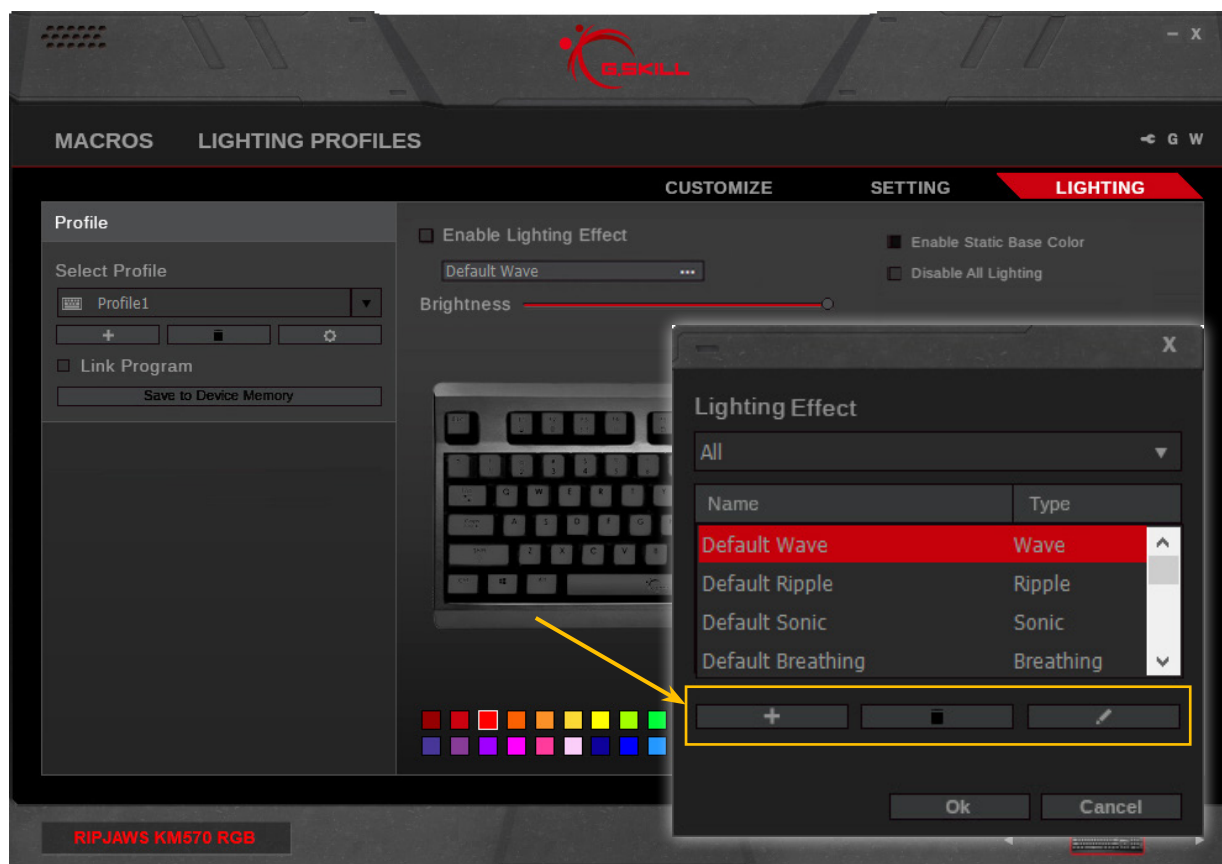 G.SKILL
– X
MACROS LIGHTING PROFILES
G W
CUSTOMIZE SETTING LIGHTING
Profile
Select Profile
Profile1
Link Program
Save to Device Memory
Enable Lighting Effect
Default Wave ...
Brightness
Enable Static Base Color
Disable All Lighting
Q W E R T Y
A S D F G
Z X C V B
X
Lighting Effect
All
Name Type
Default Wave Wave
Default Ripple Ripple
Default Sonic Sonic
Default Breathing Breathing
Ok Cancel
RIPJAWS KM570 RGB